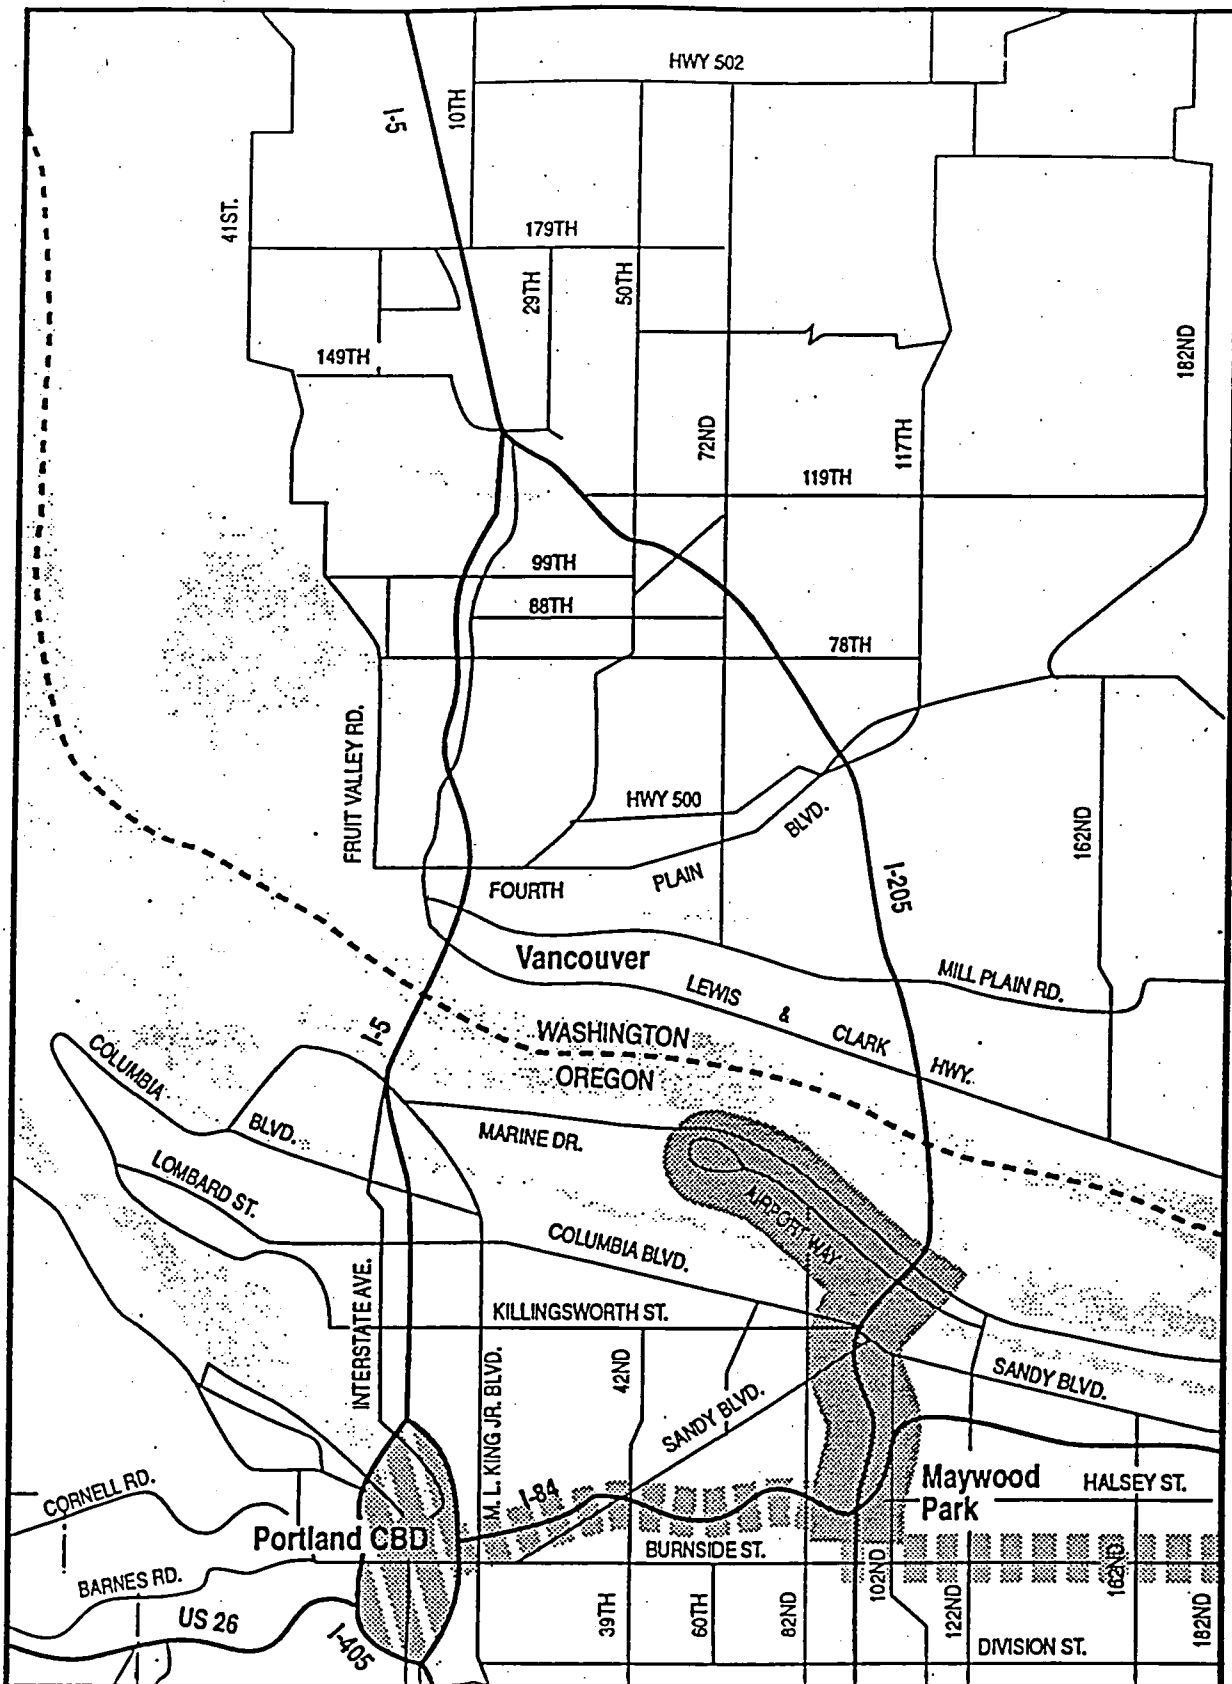 HWY 502
I-5
10TH
41ST.
179TH
29TH
50TH
149TH
182ND
72ND
117TH
119TH
99TH
88TH
78TH
FRUIT VALLEY RD.
HWY 500
BLVD.
162ND
FOURTH
PLAIN
I-205
Vancouver
MILL PLAIN RD.
LEWIS & CLARK HWY.
I-5
WASHINGTON
OREGON
COLUMBIA
BLVD.
MARINE DR.
LOMBARD ST.
AIRPORT WAY
COLUMBIA BLVD.
INTERSTATE AVE.
KILLINGSWORTH ST.
M. L. KING JR. BLVD.
42ND
SANDY BLVD.
SANDY BLVD.
CORNELL RD.
I-84
Maywood
Park
HALSEY ST.
Portland CBD
BURNSIDE ST.
BARNES RD.
US 26
I-405
39TH
60TH
82ND
102ND
122ND
162ND
182ND
DIVISION ST.